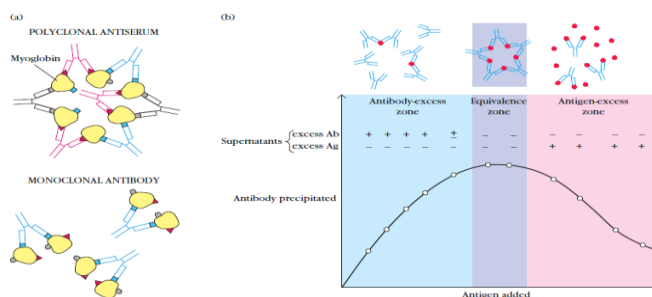 (a)
POLYCLONAL ANTISERUM
Myoglobin
MONOCLONAL ANTIBODY
(b)
Antibody-excess zone
Equivalence zone
Antigen-excess zone
Supernatants { excess Ab + + + + ± – – – – – –
excess Ag – – – – – – – + + + +
Antibody precipitated
Antigen added